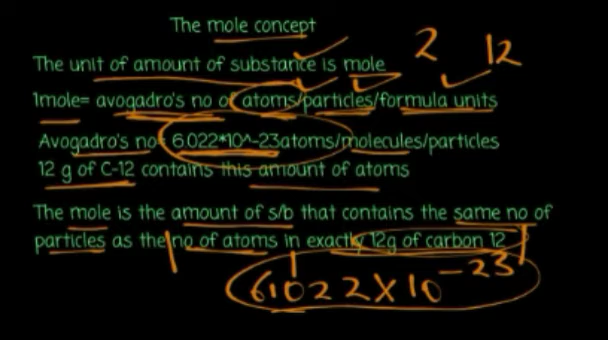 The mole concept
The unit of amount of substance is mole
2 12
1mole= avogadro's no of atoms/particles/formula units
Avogadro's no= 6.022*10^-23atoms/molecules/particles
12 g of C-12 contains this amount of atoms
The mole is the amount of s/b that contains the same no of
particles as the no of atoms in exactly 12g of carbon 12
6.022X10-23